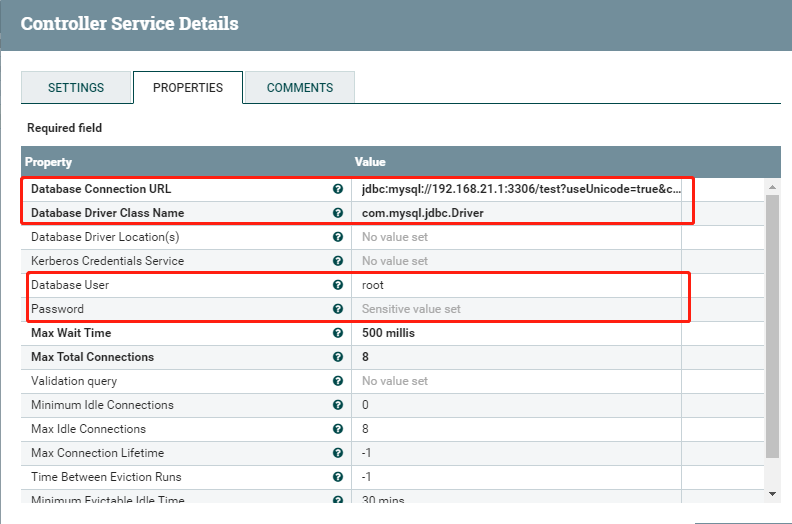 Controller Service Details
SETTINGS PROPERTIES COMMENTS
Required field
Property Value
Database Connection URL jdbc:mysql://192.168.21.1:3306/test?useUnicode=true&c...
Database Driver Class Name com.mysql.jdbc.Driver
Database Driver Location(s) No value set
Kerberos Credentials Service No value set
Database User root
Password Sensitive value set
Max Wait Time 500 millis
Max Total Connections 8
Validation query No value set
Minimum Idle Connections 0
Max Idle Connections 8
Max Connection Lifetime -1
Time Between Eviction Runs -1
Minimum Evictable Idle Time 30 mins